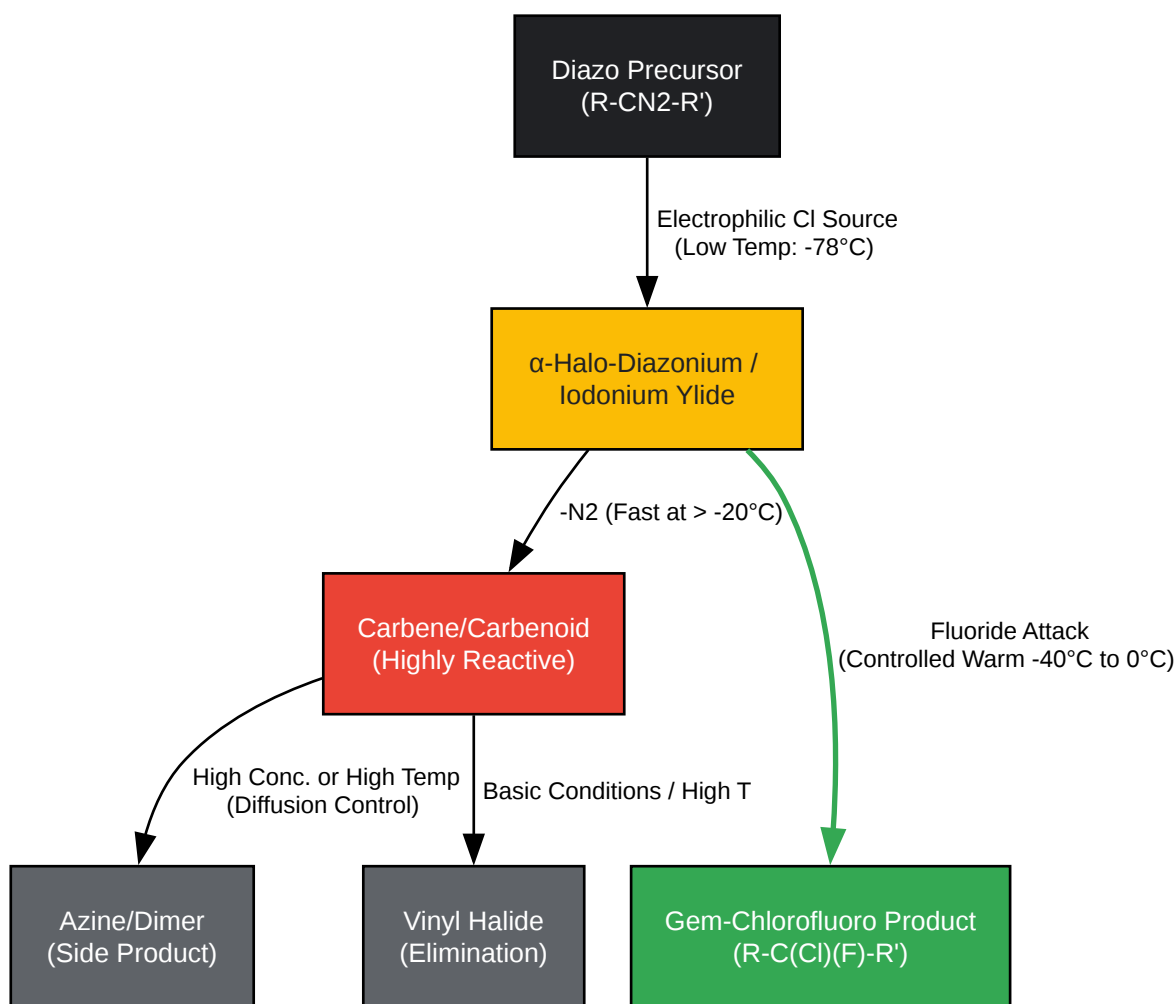 Diazo Precursor
(R-CN2-R')
Electrophilic Cl Source
(Low Temp: -78°C)
α-Halo-Diazonium /
Iodonium Ylide
-N2 (Fast at > -20°C)
Fluoride Attack
(Controlled Warm -40°C to 0°C)
Carbene/Carbenoid
(Highly Reactive)
High Conc. or High Temp
(Diffusion Control)
Basic Conditions / High T
Azine/Dimer
(Side Product)
Vinyl Halide
(Elimination)
Gem-Chlorofluoro Product
(R-C(Cl)(F)-R')